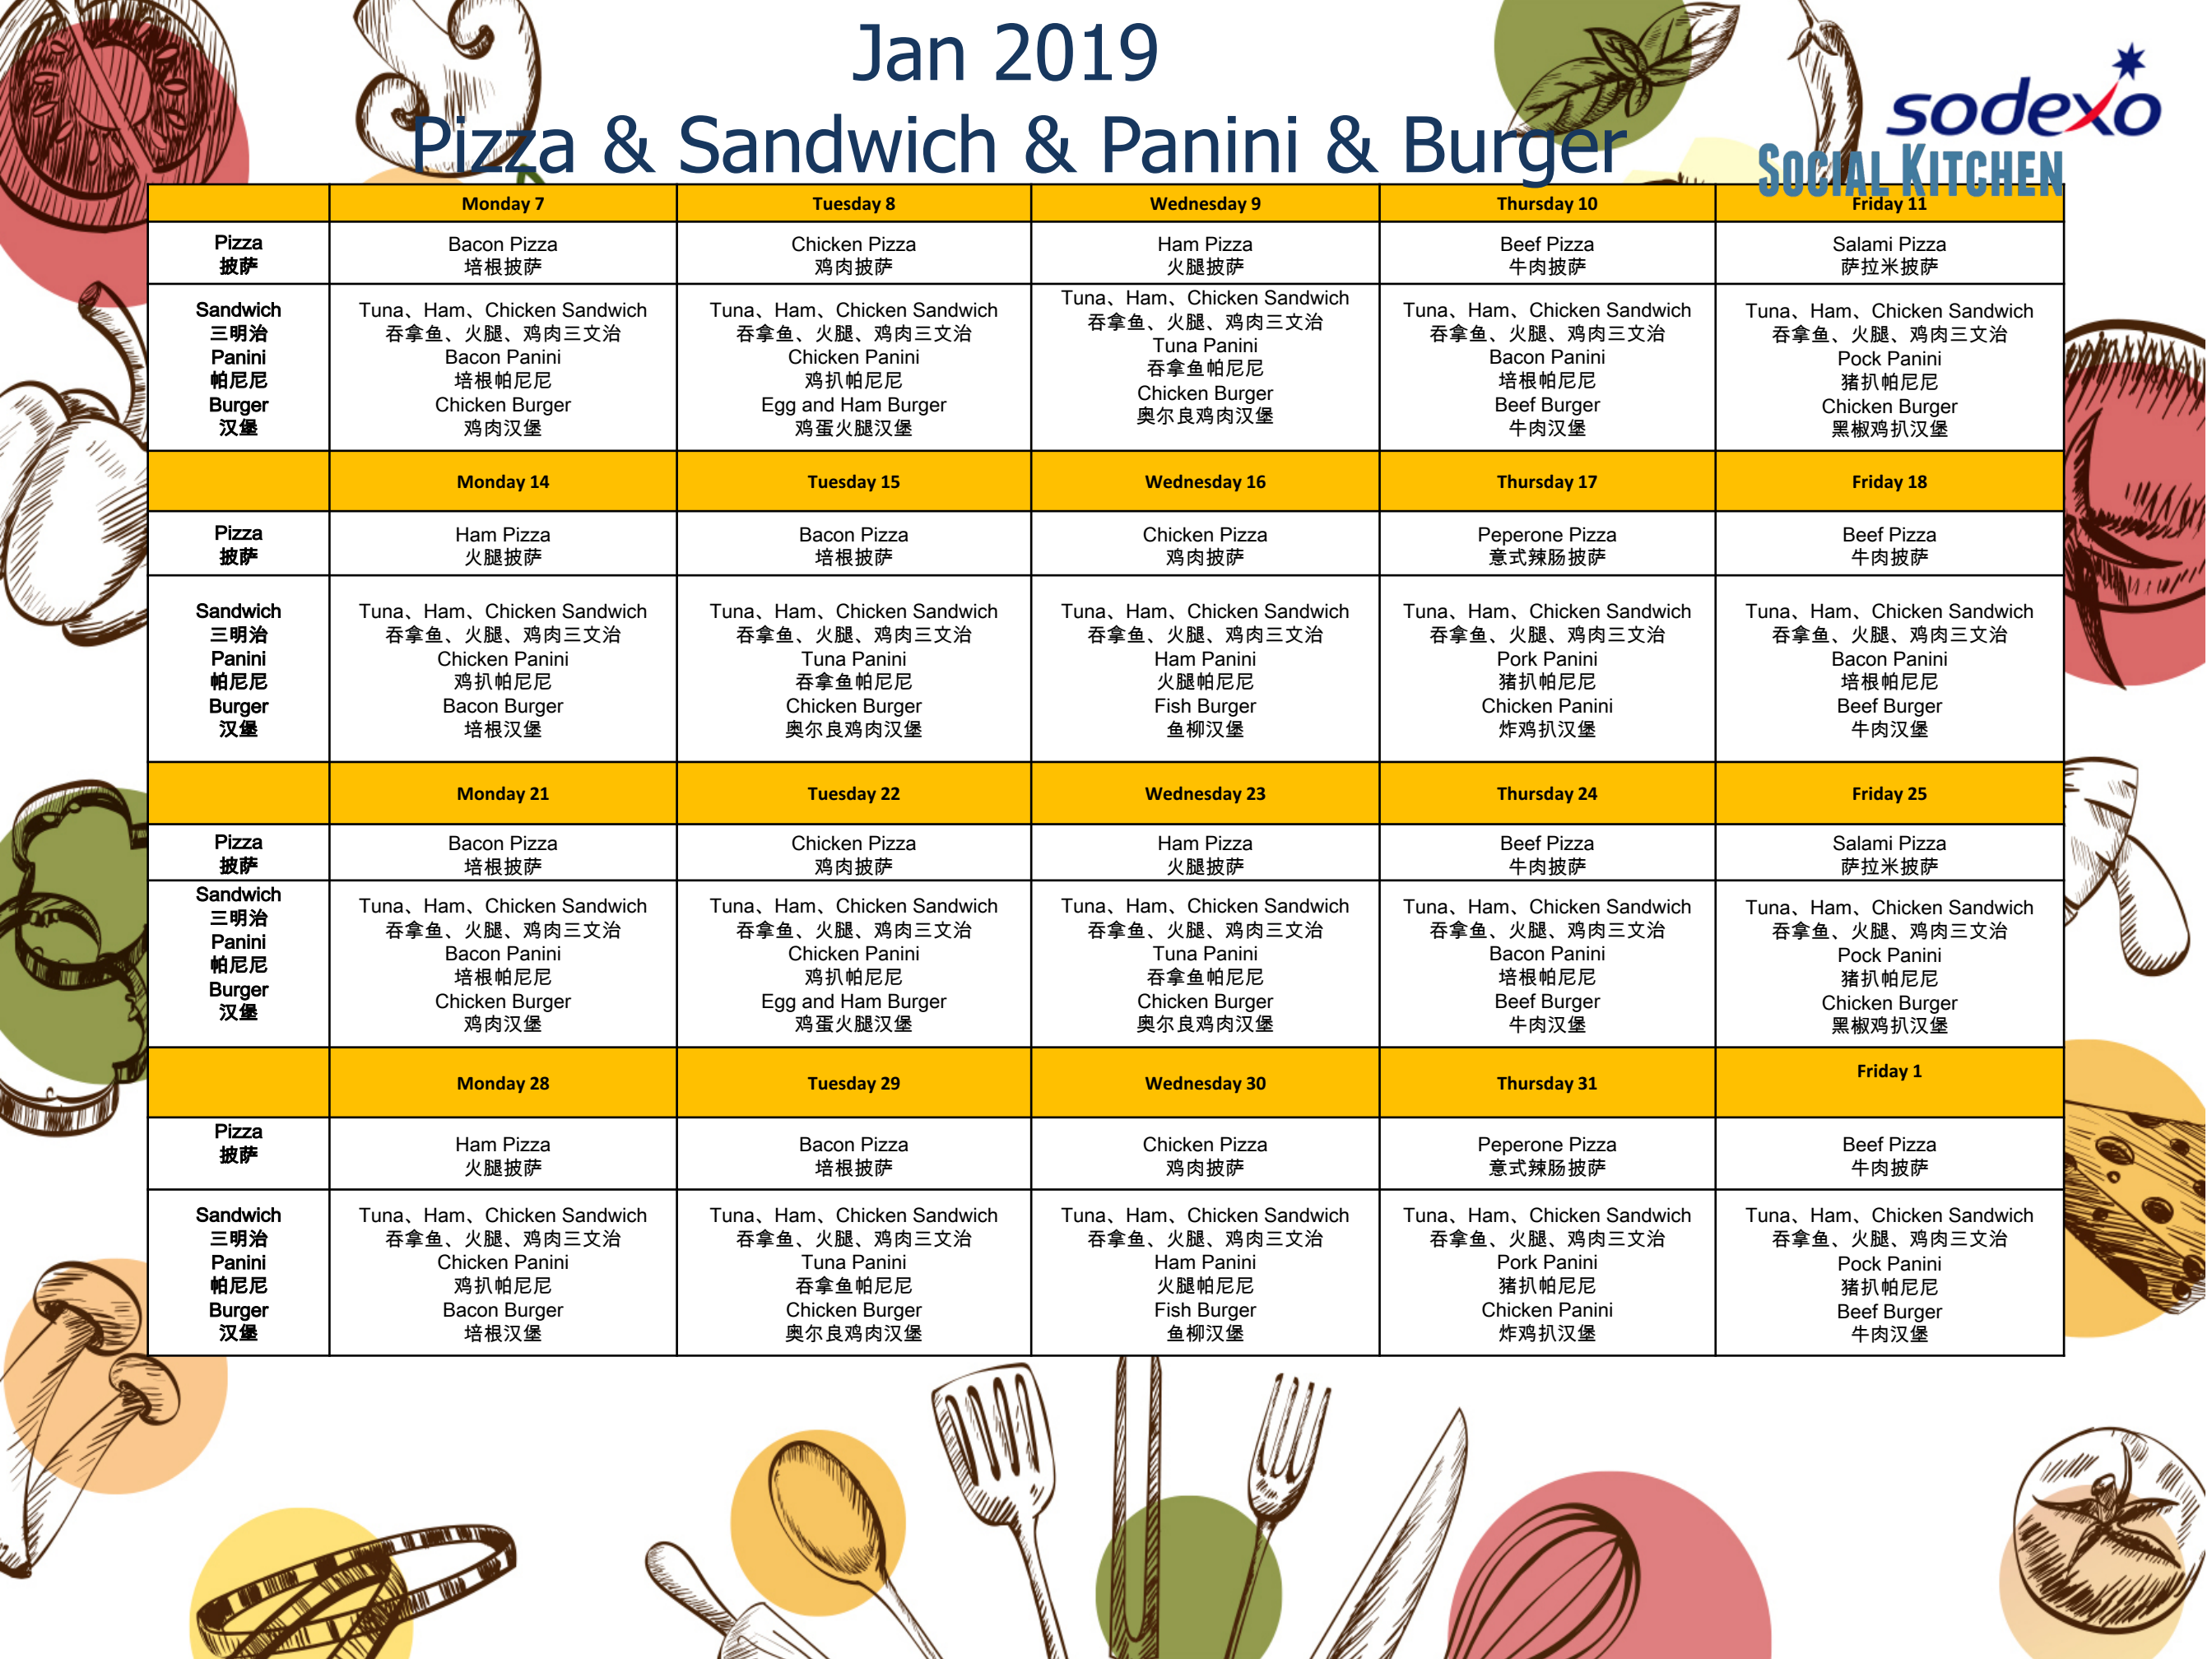 Jan 2019
Pizza & Sandwich & Panini & Burger
sodexo
SOCIAL KITCHEN
Monday 7
Tuesday 8
Wednesday 9
Thursday 10
Friday 11
Pizza
披萨
Bacon Pizza
培根披萨
Chicken Pizza
鸡肉披萨
Ham Pizza
火腿披萨
Beef Pizza
牛肉披萨
Salami Pizza
萨拉米披萨
Sandwich
三明治
Panini
帕尼尼
Burger
汉堡
Tuna、Ham、Chicken Sandwich
吞拿鱼、火腿、鸡肉三文治
Bacon Panini
培根帕尼尼
Chicken Burger
鸡肉汉堡
Tuna、Ham、Chicken Sandwich
吞拿鱼、火腿、鸡肉三文治
Chicken Panini
鸡扒帕尼尼
Egg and Ham Burger
鸡蛋火腿汉堡
Tuna、Ham、Chicken Sandwich
吞拿鱼、火腿、鸡肉三文治
Tuna Panini
吞拿鱼帕尼尼
Chicken Burger
奥尔良鸡肉汉堡
Tuna、Ham、Chicken Sandwich
吞拿鱼、火腿、鸡肉三文治
Bacon Panini
培根帕尼尼
Beef Burger
牛肉汉堡
Tuna、Ham、Chicken Sandwich
吞拿鱼、火腿、鸡肉三文治
Pock Panini
猪扒帕尼尼
Chicken Burger
黑椒鸡扒汉堡
Monday 14
Tuesday 15
Wednesday 16
Thursday 17
Friday 18
Pizza
披萨
Ham Pizza
火腿披萨
Bacon Pizza
培根披萨
Chicken Pizza
鸡肉披萨
Peperone Pizza
意式辣肠披萨
Beef Pizza
牛肉披萨
Sandwich
三明治
Panini
帕尼尼
Burger
汉堡
Tuna、Ham、Chicken Sandwich
吞拿鱼、火腿、鸡肉三文治
Chicken Panini
鸡扒帕尼尼
Bacon Burger
培根汉堡
Tuna、Ham、Chicken Sandwich
吞拿鱼、火腿、鸡肉三文治
Tuna Panini
吞拿鱼帕尼尼
Chicken Burger
奥尔良鸡肉汉堡
Tuna、Ham、Chicken Sandwich
吞拿鱼、火腿、鸡肉三文治
Ham Panini
火腿帕尼尼
Fish Burger
鱼柳汉堡
Tuna、Ham、Chicken Sandwich
吞拿鱼、火腿、鸡肉三文治
Pork Panini
猪扒帕尼尼
Chicken Panini
炸鸡扒汉堡
Tuna、Ham、Chicken Sandwich
吞拿鱼、火腿、鸡肉三文治
Bacon Panini
培根帕尼尼
Beef Burger
牛肉汉堡
Monday 21
Tuesday 22
Wednesday 23
Thursday 24
Friday 25
Pizza
披萨
Bacon Pizza
培根披萨
Chicken Pizza
鸡肉披萨
Ham Pizza
火腿披萨
Beef Pizza
牛肉披萨
Salami Pizza
萨拉米披萨
Sandwich
三明治
Panini
帕尼尼
Burger
汉堡
Tuna、Ham、Chicken Sandwich
吞拿鱼、火腿、鸡肉三文治
Bacon Panini
培根帕尼尼
Chicken Burger
鸡肉汉堡
Tuna、Ham、Chicken Sandwich
吞拿鱼、火腿、鸡肉三文治
Chicken Panini
鸡扒帕尼尼
Egg and Ham Burger
鸡蛋火腿汉堡
Tuna、Ham、Chicken Sandwich
吞拿鱼、火腿、鸡肉三文治
Tuna Panini
吞拿鱼帕尼尼
Chicken Burger
奥尔良鸡肉汉堡
Tuna、Ham、Chicken Sandwich
吞拿鱼、火腿、鸡肉三文治
Bacon Panini
培根帕尼尼
Beef Burger
牛肉汉堡
Tuna、Ham、Chicken Sandwich
吞拿鱼、火腿、鸡肉三文治
Pock Panini
猪扒帕尼尼
Chicken Burger
黑椒鸡扒汉堡
Monday 28
Tuesday 29
Wednesday 30
Thursday 31
Friday 1
Pizza
披萨
Ham Pizza
火腿披萨
Bacon Pizza
培根披萨
Chicken Pizza
鸡肉披萨
Peperone Pizza
意式辣肠披萨
Beef Pizza
牛肉披萨
Sandwich
三明治
Panini
帕尼尼
Burger
汉堡
Tuna、Ham、Chicken Sandwich
吞拿鱼、火腿、鸡肉三文治
Chicken Panini
鸡扒帕尼尼
Bacon Burger
培根汉堡
Tuna、Ham、Chicken Sandwich
吞拿鱼、火腿、鸡肉三文治
Tuna Panini
吞拿鱼帕尼尼
Chicken Burger
奥尔良鸡肉汉堡
Tuna、Ham、Chicken Sandwich
吞拿鱼、火腿、鸡肉三文治
Ham Panini
火腿帕尼尼
Fish Burger
鱼柳汉堡
Tuna、Ham、Chicken Sandwich
吞拿鱼、火腿、鸡肉三文治
Pork Panini
猪扒帕尼尼
Chicken Panini
炸鸡扒汉堡
Tuna、Ham、Chicken Sandwich
吞拿鱼、火腿、鸡肉三文治
Pock Panini
猪扒帕尼尼
Beef Burger
牛肉汉堡